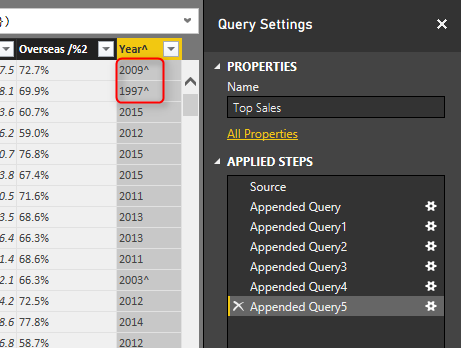 })
Query Settings
Overseas /%2 Year^
PROPERTIES
7.5 72.7% 2009^
Name
8.1 69.9% 1997^
Top Sales
3.6 60.7% 2015
6.2 59.0% 2012
All Properties
0.7 76.8% 2015
APPLIED STEPS
3.8 67.4% 2015
Source
0.5 71.6% 2011
Appended Query
3.5 68.6% 2013
Appended Query1
6.4 66.3% 2013
Appended Query2
1.4 68.6% 2011
Appended Query3
2.1 66.3% 2003^
Appended Query4
4.2 72.5% 2012
Appended Query5
8.6 77.8% 2014
6.8 58.7% 2012